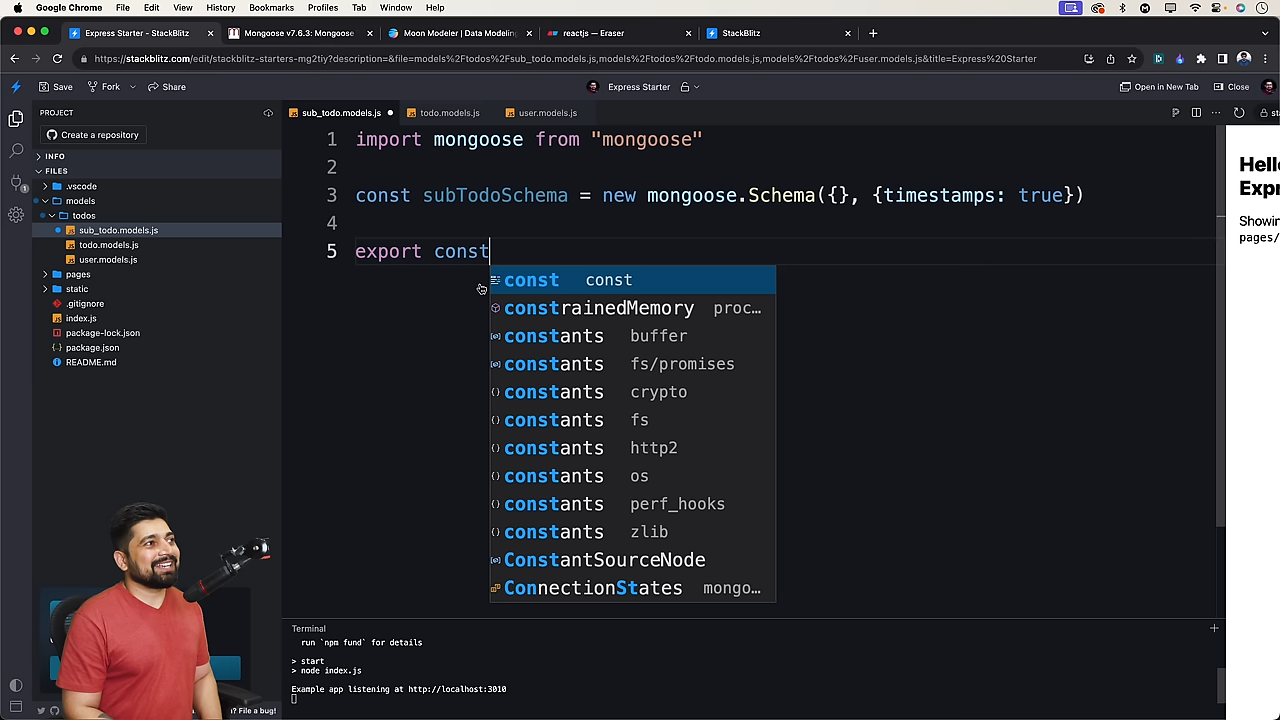 Google Chrome File Edit View History Bookmarks Profiles Tab Window Help
Express Starter - StackBlitz
Mongoose v7.6.3: Mongoose
Moon Modeler | Data Modeling
reactjs — Eraser
StackBlitz
https://stackblitz.com/edit/stackblitz-starters-mg2tiy?description=&file=models%2Ftodos%2Fsub_todo.models.js,models%2Ftodos%2Ftodo.models.js,models%2Ftodos%2Fuser.models.js&title=Express%20Starter
Save Fork Share Express Starter Open in New Tab Close
PROJECT
Create a repository
INFO
FILES
.vscode
models
todos
sub_todo.models.js
todo.models.js
user.models.js
pages
static
.gitignore
index.js
package-lock.json
package.json
README.md
sub_todo.models.js todo.models.js user.models.js
1 import mongoose from "mongoose"
2
3 const subTodoSchema = new mongoose.Schema({}, {timestamps: true})
4
5 export const
const const
constrainedMemory proc…
constants buffer
constants fs/promises
constants crypto
constants fs
constants http2
constants os
constants perf_hooks
constants zlib
ConstantSourceNode
ConnectionStates mongo…
Terminal
run `npm fund` for details
> start
> node index.js
Example app listening at http://localhost:3010
? File a bug!
Showing
pages/